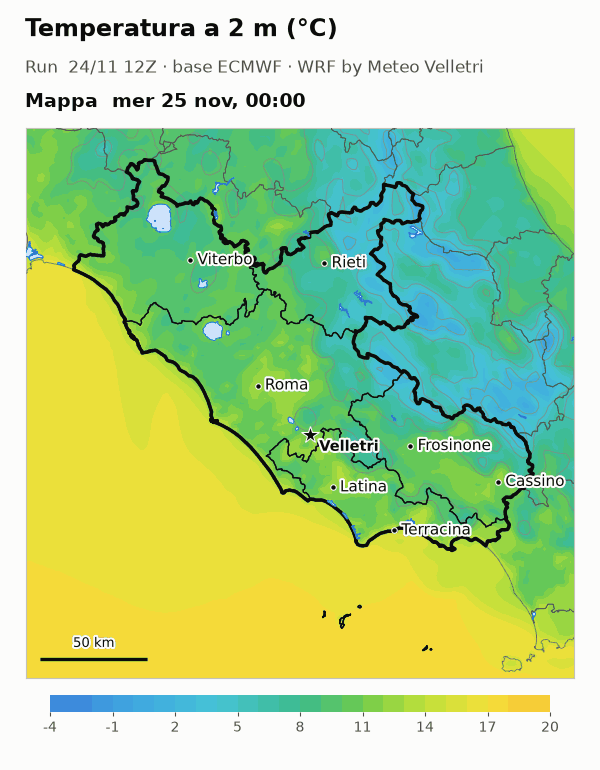 Temperatura a 2 m (°C)
Run  24/11 12Z · base ECMWF · WRF by Meteo Velletri
Mappa  mer 25 nov, 00:00
Viterbo
Rieti
Roma
Velletri
Frosinone
Latina
Cassino
Terracina
50 km
-4 -1 2 5 8 11 14 17 20